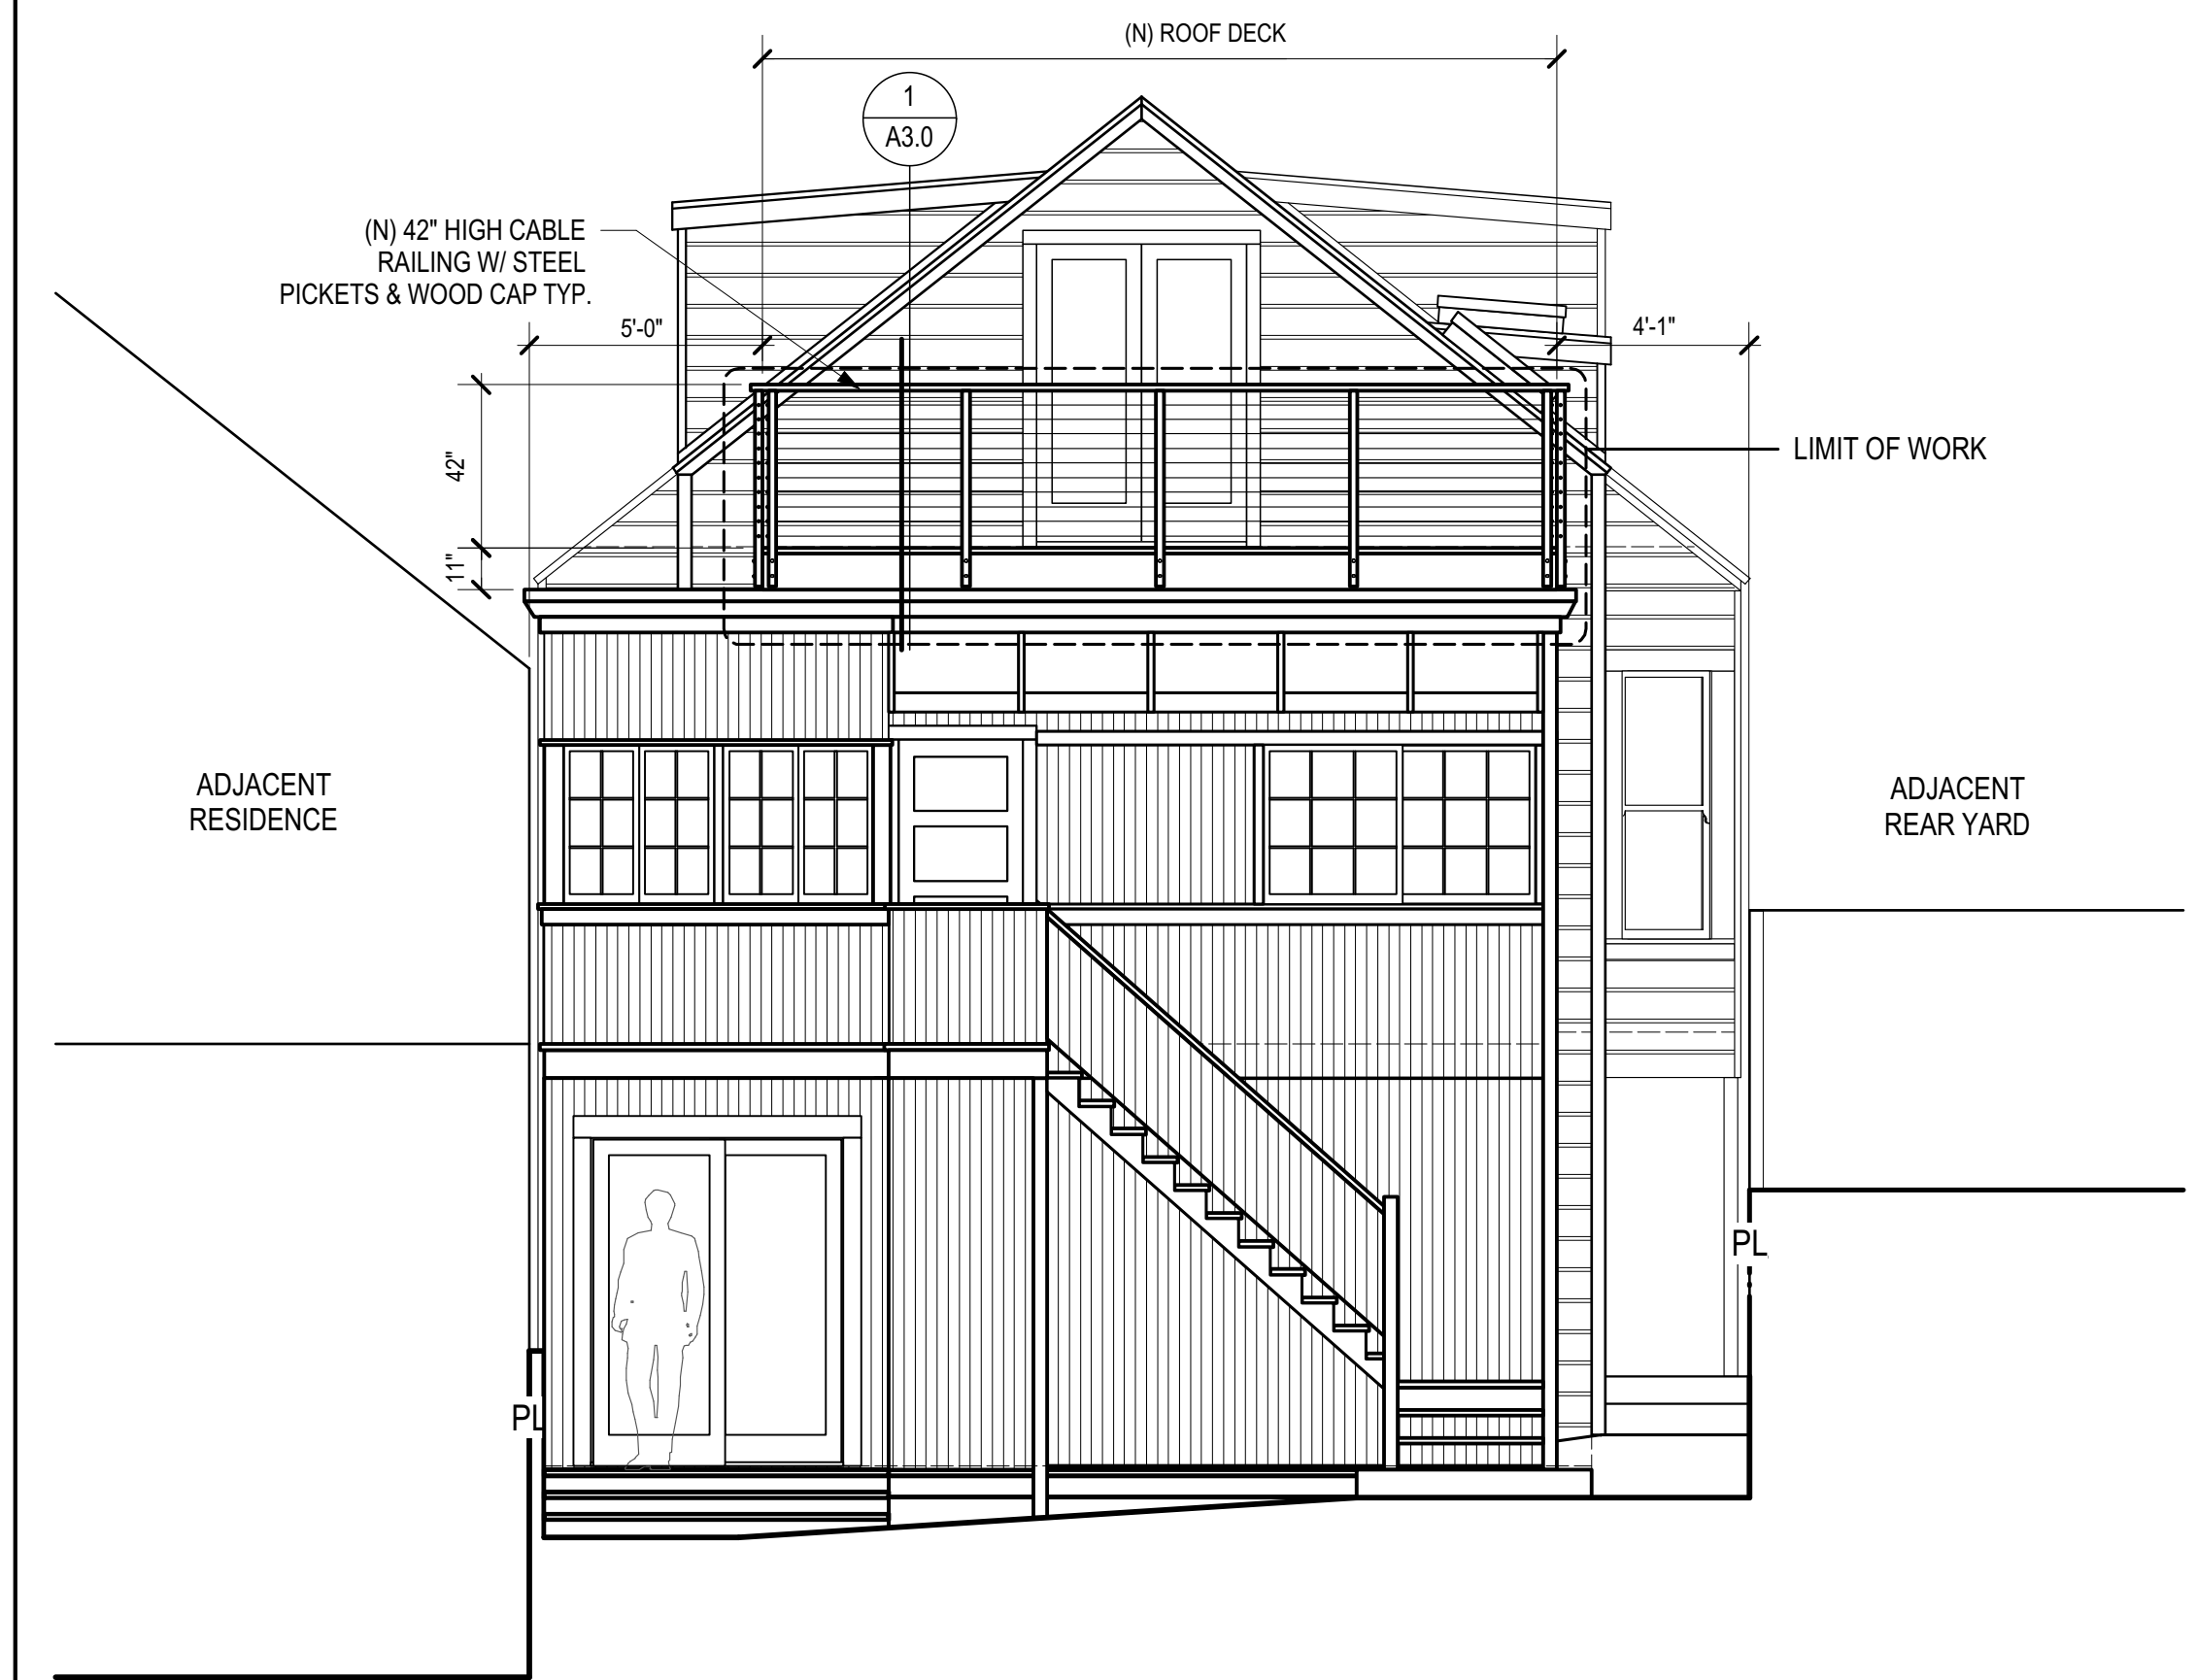 (N) ROOF DECK
1
A3.0
(N) 42" HIGH CABLE
RAILING W/ STEEL
PICKETS & WOOD CAP TYP.
5'-0"
4'-1"
42"
LIMIT OF WORK
11"
ADJACENT
RESIDENCE
ADJACENT
REAR YARD
PL
PL